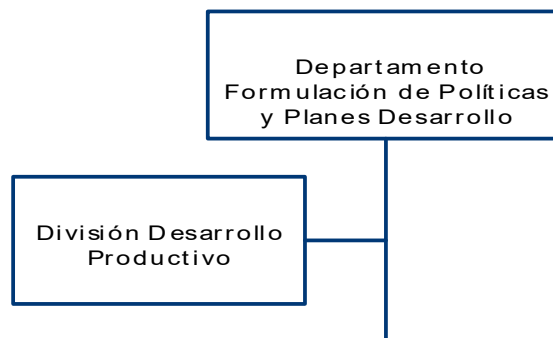 Departamento
Formulación de Políticas
y Planes Desarrollo
División Desarrollo
Productivo